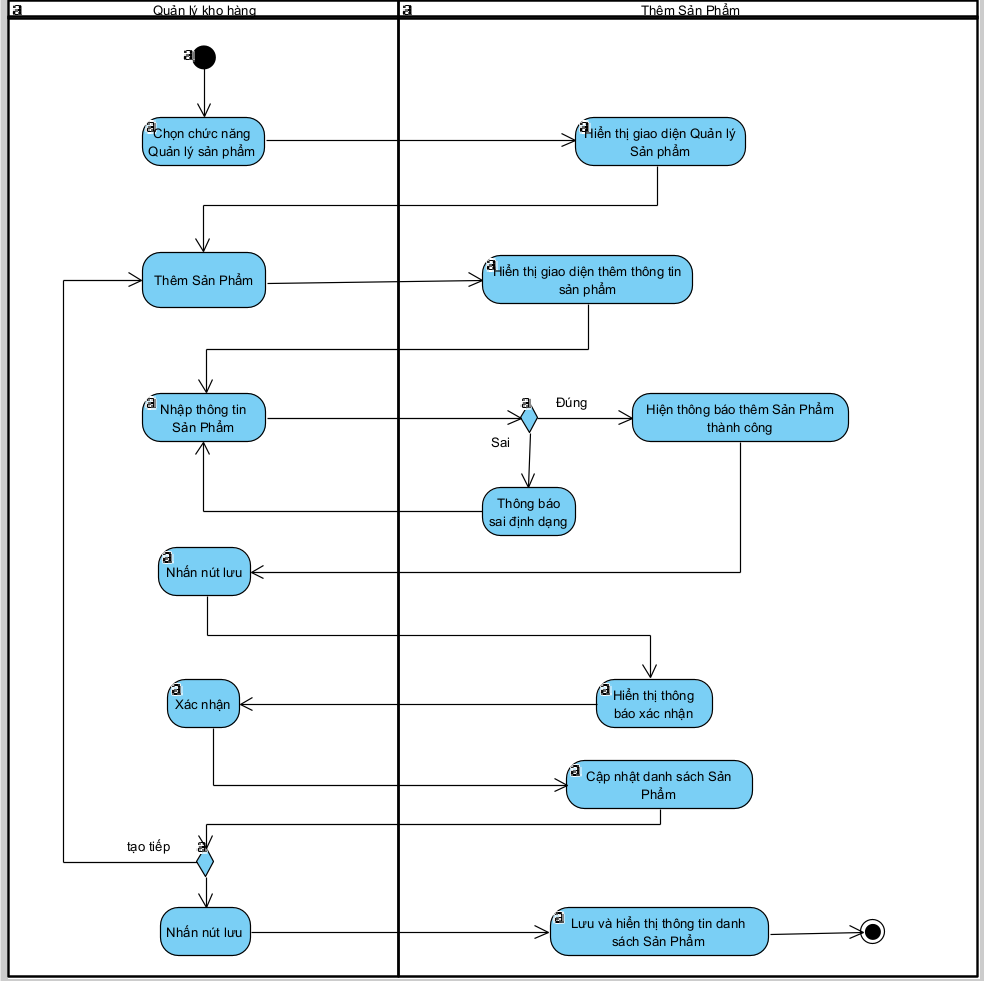 Quản lý kho hàng
Thêm Sản Phẩm
Chọn chức năng
Quản lý sản phẩm
Hiển thị giao diện Quản lý
Sản phẩm
Thêm Sản Phẩm
Hiển thị giao diện thêm thông tin
sản phẩm
Nhập thông tin
Sản Phẩm
Đúng
Sai
Hiện thông báo thêm Sản Phẩm
thành công
Thông báo
sai định dạng
Nhấn nút lưu
Xác nhận
Hiển thị thông
báo xác nhận
Cập nhật danh sách Sản
Phẩm
tạo tiếp
Nhấn nút lưu
Lưu và hiển thị thông tin danh
sách Sản Phẩm